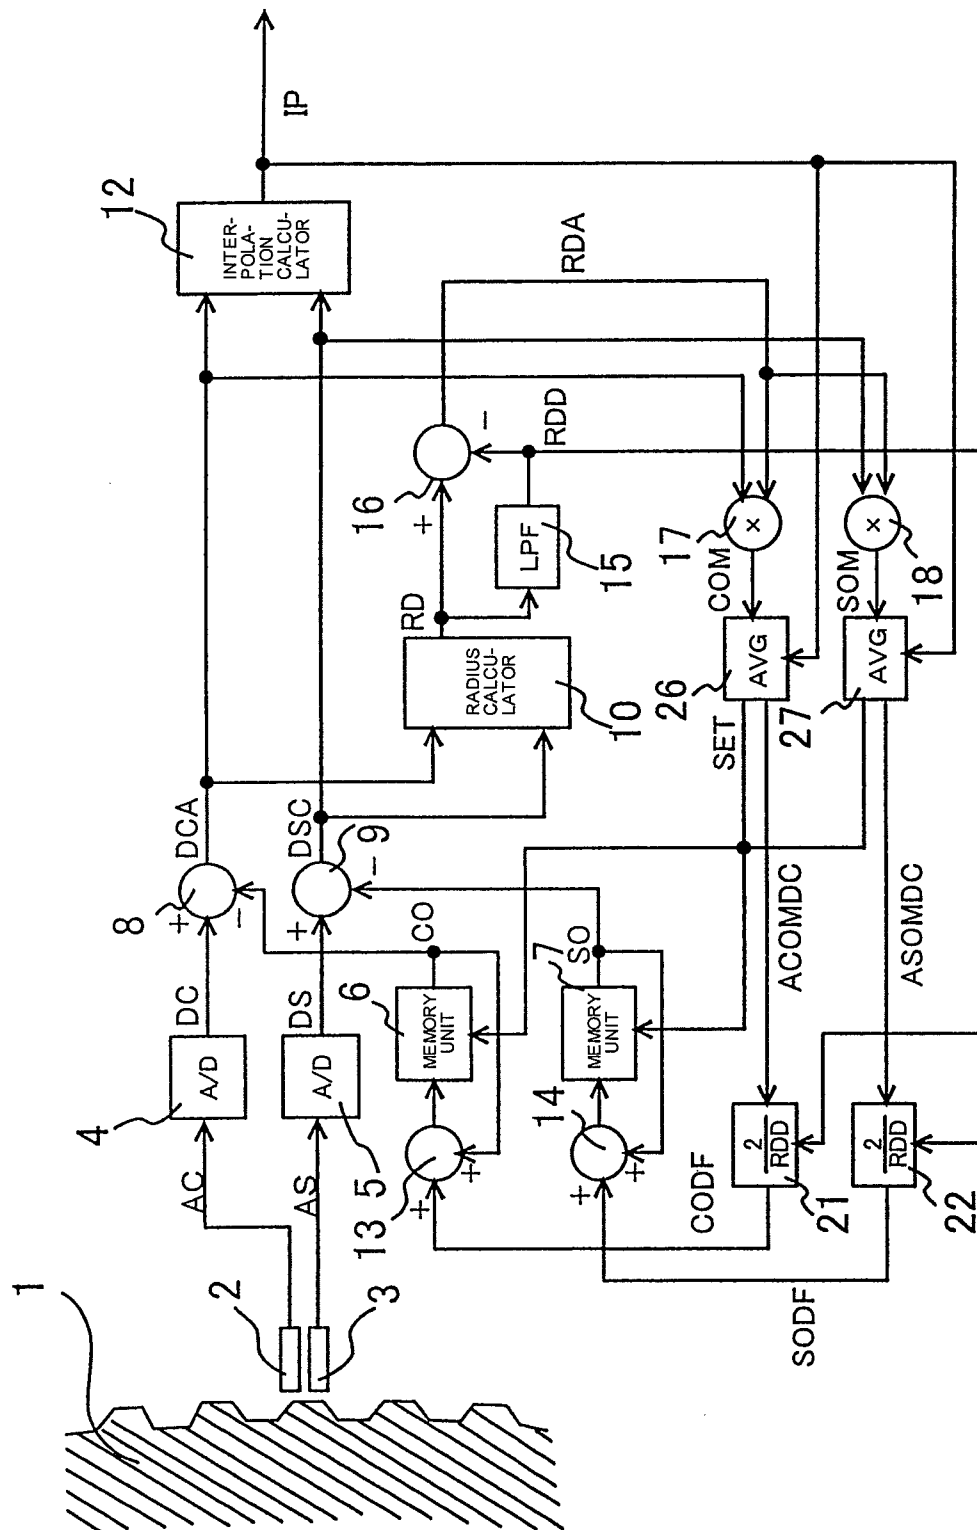 1
2
3
AC
AS
4
A/D
5
A/D
DC
DS
8
+
-
DCA
9
+
-
DSC
12
INTER-
POLA-
TION
CALCU-
LATOR
IP
13
+
+
6
MEMORY
UNIT
CO
14
+
+
7
MEMORY
UNIT
SO
10
RADIUS
CALCU-
LATOR
RD
16
+
-
RDA
15
LPF
RDD
17
x
COM
18
x
SOM
26
AVG
SET
27
AVG
ACOMDC
ASOMDC
21
2
RDD
CODF
22
2
RDD
SODF